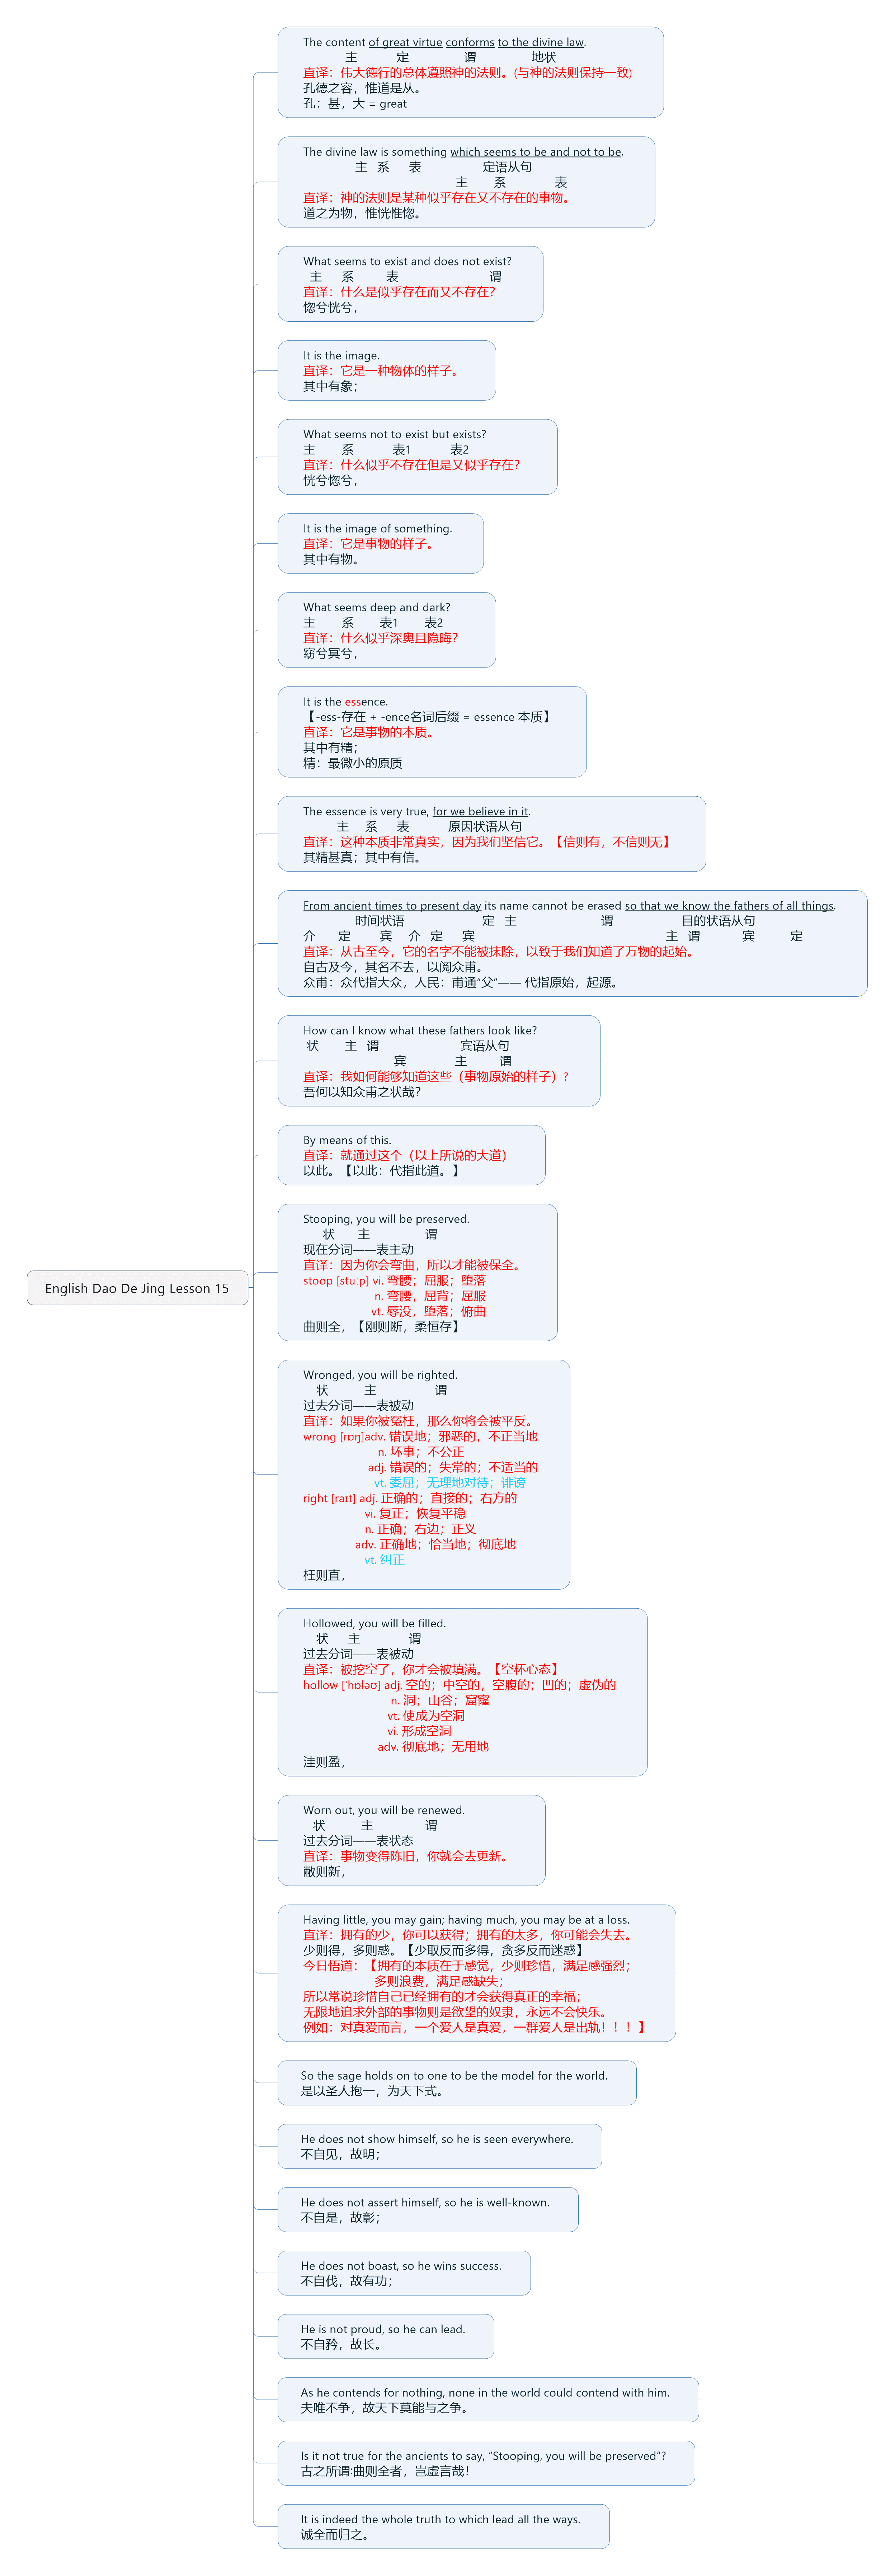 English Dao De Jing Lesson 15
The content of great virtue conforms to the divine law.
主 定 谓 地状
直译：伟大德行的总体遵照神的法则。(与神的法则保持一致)
孔德之容，惟道是从。
孔：甚，大 = great
The divine law is something which seems to be and not to be.
主 系 表 定语从句
主 系 表
直译：神的法则是某种似乎存在又不存在的事物。
道之为物，惟恍惟惚。
What seems to exist and does not exist?
主 系 表 谓
直译：什么是似乎存在而又不存在？
惚兮恍兮，
It is the image.
直译：它是一种物体的样子。
其中有象；
What seems not to exist but exists?
主 系 表1 表2
直译：什么似乎不存在但是又似乎存在？
恍兮惚兮，
It is the image of something.
直译：它是事物的样子。
其中有物。
What seems deep and dark?
主 系 表1 表2
直译：什么似乎深奥且隐晦？
窈兮冥兮，
It is the essence.
【-ess-存在 + -ence名词后缀 = essence 本质】
直译：它是事物的本质。
其中有精；
精：最微小的原质
The essence is very true, for we believe in it.
主 系 表 原因状语从句
直译：这种本质非常真实，因为我们坚信它。【信则有，不信则无】
其精甚真；其中有信。
From ancient times to present day its name cannot be erased so that we know the fathers of all things.
时间状语 定 主 谓 目的状语从句
介 定 宾 介 定 宾 主 谓 宾 定
直译：从古至今，它的名字不能被抹除，以致于我们知道了万物的起始。
自古及今，其名不去，以阅众甫。
众甫：众代指大众，人民：甫通“父”—— 代指原始，起源。
How can I know what these fathers look like?
状 主 谓 宾语从句
宾 主 谓
直译：我如何能够知道这些（事物原始的样子）?
吾何以知众甫之状哉？
By means of this.
直译：就通过这个（以上所说的大道）
以此。【以此：代指此道。】
Stooping, you will be preserved.
状 主 谓
现在分词——表主动
直译：因为你会弯曲，所以才能被保全。
stoop [stuːp] vi. 弯腰；屈服；堕落
n. 弯腰，屈背；屈服
vt. 辱没，堕落；俯曲
曲则全，【刚则断，柔恒存】
Wronged, you will be righted.
状 主 谓
过去分词——表被动
直译：如果你被冤枉，那么你将会被平反。
wrong [rɒŋ]adv. 错误地；邪恶的，不正当地
n. 坏事；不公正
adj. 错误的；失常的；不适当的
vt. 委屈；无理地对待；诽谤
right [raɪt] adj. 正确的；直接的；右方的
vi. 复正；恢复平稳
n. 正确；右边；正义
adv. 正确地；恰当地；彻底地
vt. 纠正
枉则直，
Hollowed, you will be filled.
状 主 谓
过去分词——表被动
直译：被挖空了，你才会被填满。【空杯心态】
hollow ['hɒləʊ] adj. 空的；中空的，空腹的；凹的；虚伪的
n. 洞；山谷；窟窿
vt. 使成为空洞
vi. 形成空洞
adv. 彻底地；无用地
洼则盈，
Worn out, you will be renewed.
状 主 谓
过去分词——表状态
直译：事物变得陈旧，你就会去更新。
敝则新，
Having little, you may gain; having much, you may be at a loss.
直译：拥有的少，你可以获得；拥有的太多，你可能会失去。
少则得，多则惑。【少取反而多得，贪多反而迷惑】
今日悟道：【拥有的本质在于感觉，少则珍惜，满足感强烈；
多则浪费，满足感缺失；
所以常说珍惜自己已经拥有的才会获得真正的幸福；
无限地追求外部的事物则是欲望的奴隶，永远不会快乐。
例如：对真爱而言，一个爱人是真爱，一群爱人是出轨！！！】
So the sage holds on to one to be the model for the world.
是以圣人抱一，为天下式。
He does not show himself, so he is seen everywhere.
不自见，故明；
He does not assert himself, so he is well-known.
不自是，故彰；
He does not boast, so he wins success.
不自伐，故有功；
He is not proud, so he can lead.
不自矜，故长。
As he contends for nothing, none in the world could contend with him.
夫唯不争，故天下莫能与之争。
Is it not true for the ancients to say, “Stooping, you will be preserved”?
古之所谓:曲则全者，岂虚言哉！
It is indeed the whole truth to which lead all the ways.
诚全而归之。